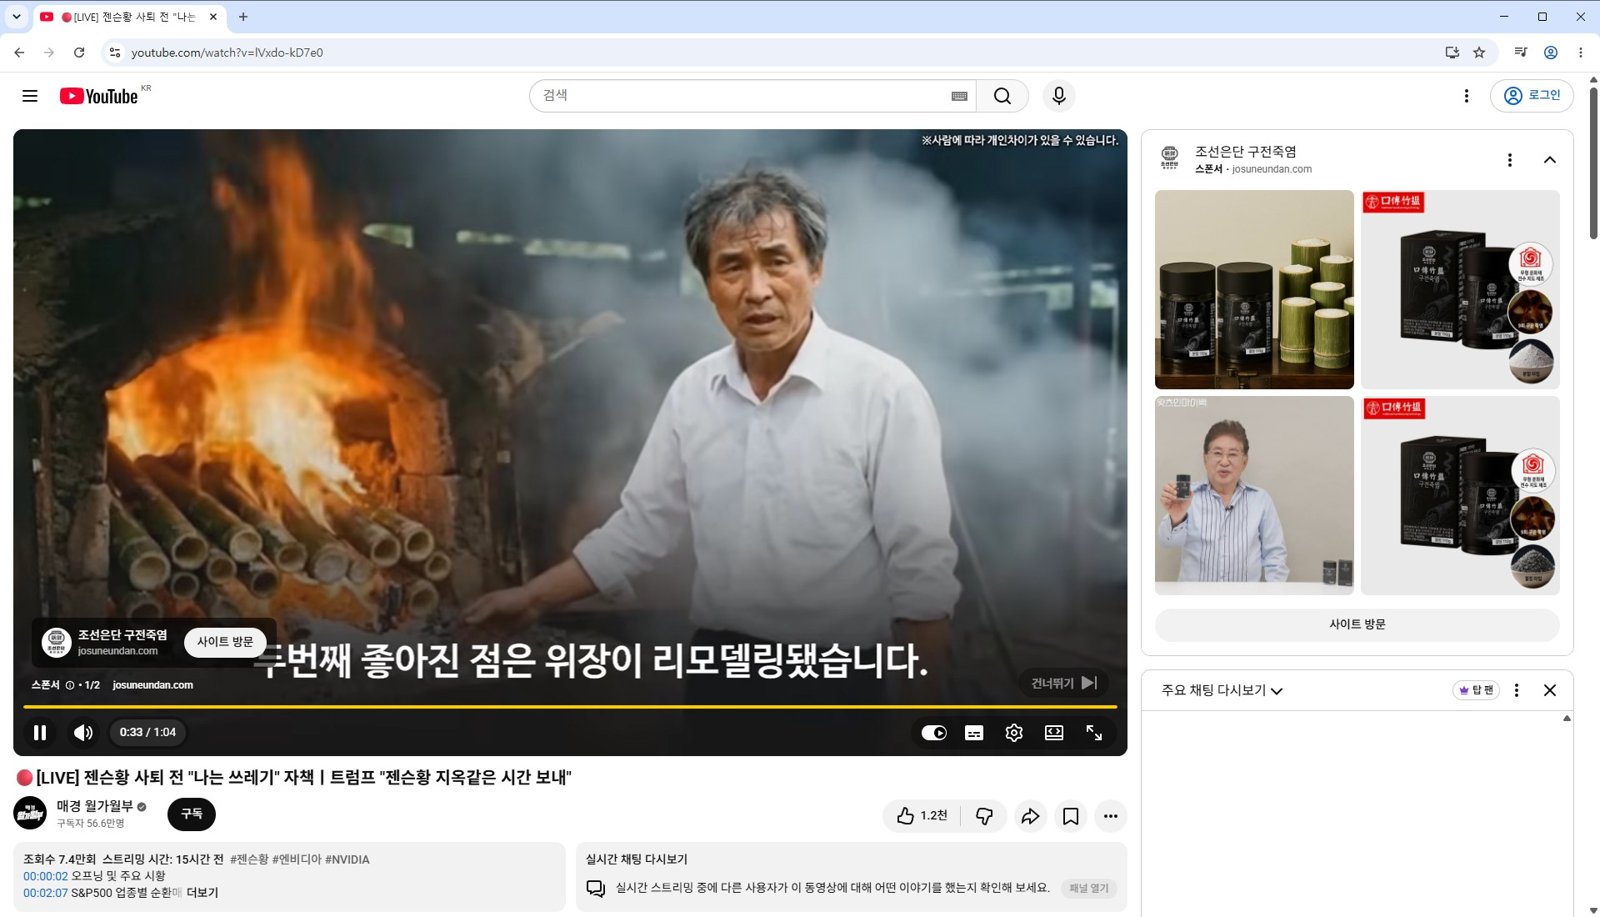 [LIVE] 젠슨황 사퇴 전 "나는
youtube.com/watch?v=lVxdo-kD7e0
YouTube KR
검색
로그인
※사람에 따라 개인차이가 있을 수 있습니다.
두번째 좋아진 점은 위장이 리모델링됐습니다.
조선은단 구전죽염
josuneundan.com
사이트 방문
스폰서 · 1/2 josuneundan.com
건너뛰기
0:33 / 1:04
[LIVE] 젠슨황 사퇴 전 "나는 쓰레기" 자책ㅣ트럼프 "젠슨황 지옥같은 시간 보내"
매경 월가월부
구독자 56.6만명
구독
1.2천
조회수 7.4만회 스트리밍 시간: 15시간 전 #젠슨황 #엔비디아 #NVIDIA
00:00:02 오프닝 및 주요 시황
00:02:07 S&P500 업종별 순환매 더보기
실시간 채팅 다시보기
실시간 스트리밍 중에 다른 사용자가 이 동영상에 대해 어떤 이야기를 했는지 확인해 보세요.
패널 열기
조선은단 구전죽염
스폰서 · josuneundan.com
口傳竹鹽
口傳竹鹽
사이트 방문
주요 채팅 다시보기
탑 팬